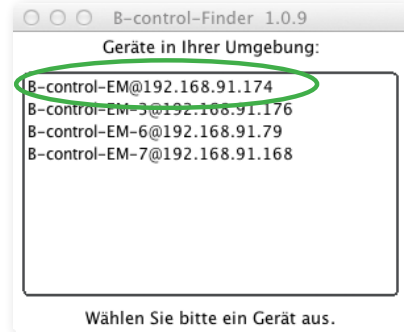 B-control-Finder 1.0.9
Geräte in Ihrer Umgebung:
B-control-EM@192.168.91.174
B-control-EM-3@192.168.91.176
B-control-EM-6@192.168.91.79
B-control-EM-7@192.168.91.168
Wählen Sie bitte ein Gerät aus.